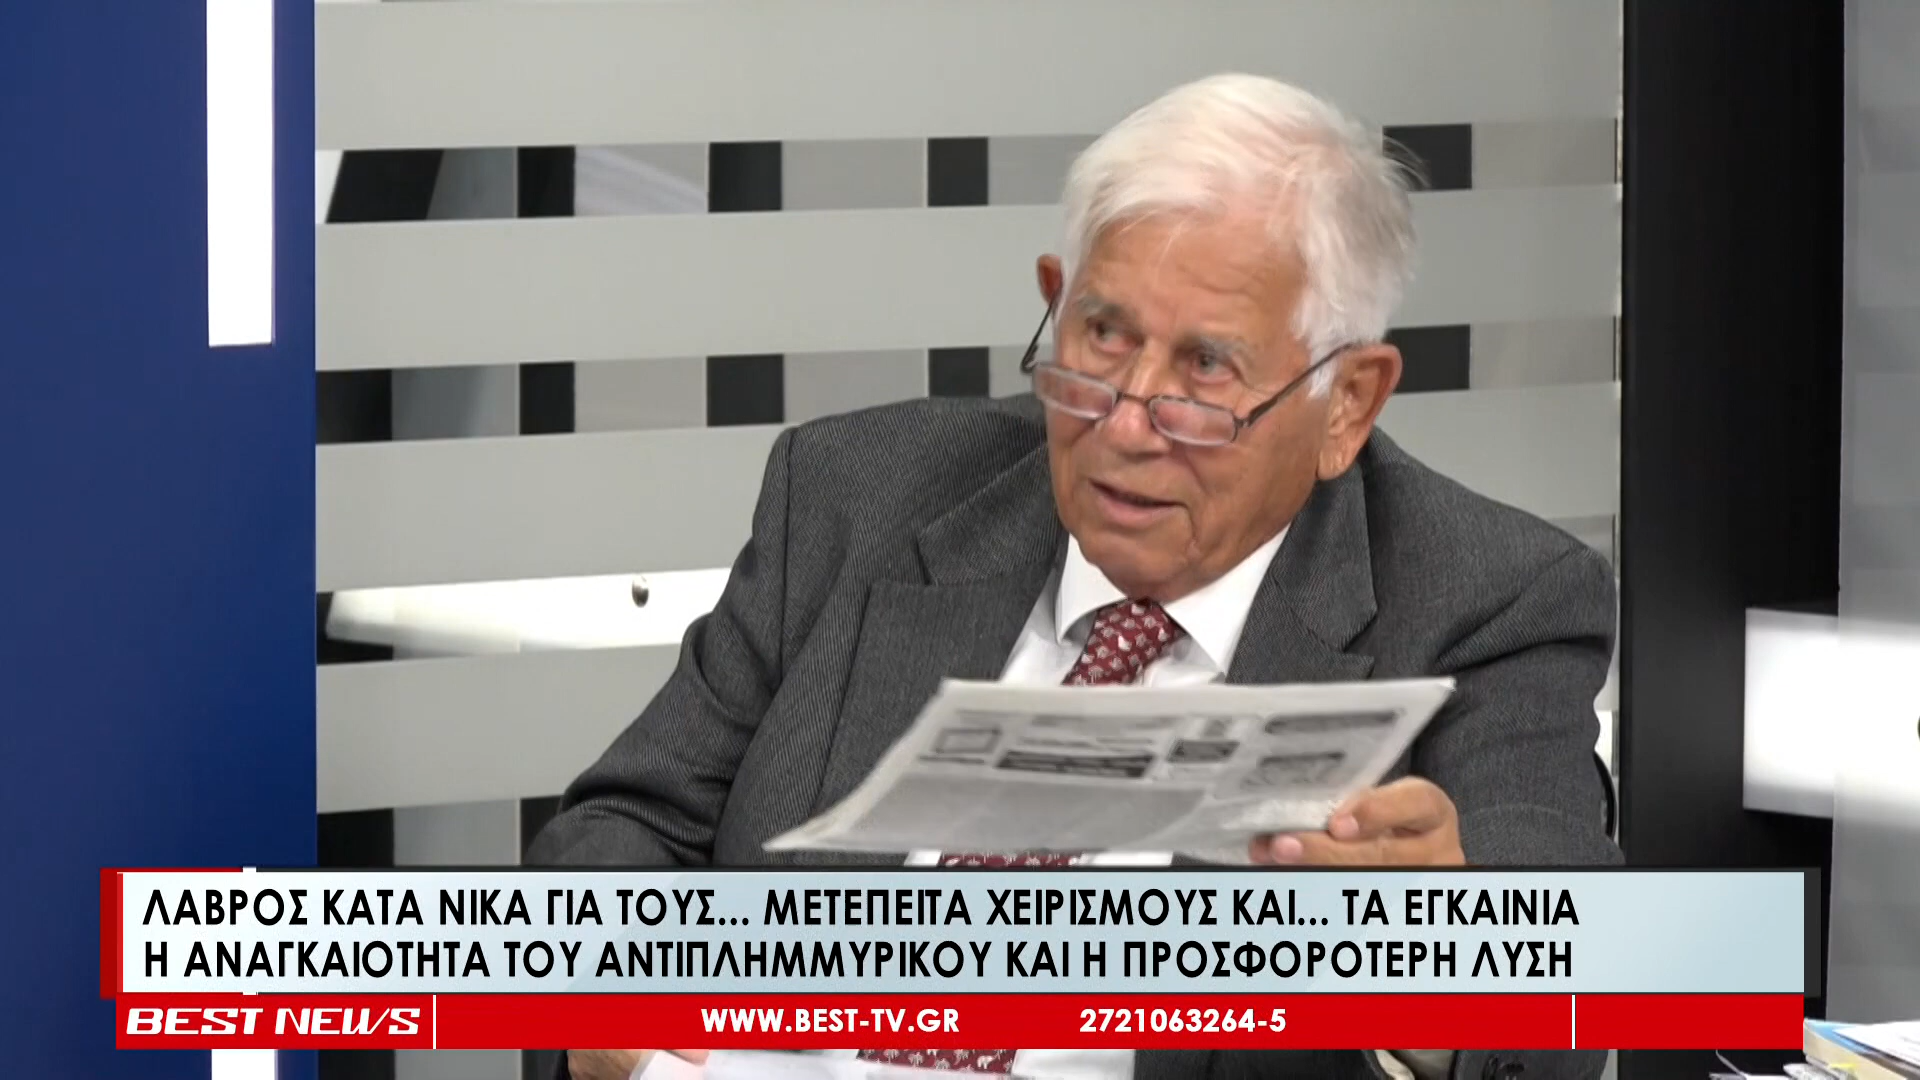 ΛΑΒΡΟΣ ΚΑΤΑ ΝΙΚΑ ΓΙΑ ΤΟΥΣ... ΜΕΤΕΠΕΙΤΑ ΧΕΙΡΙΣΜΟΥΣ ΚΑΙ... ΤΑ ΕΓΚΑΙΝΙΑ
Η ΑΝΑΓΚΑΙΟΤΗΤΑ ΤΟΥ ΑΝΤΙΠΛΗΜΜΥΡΙΚΟΥ ΚΑΙ Η ΠΡΟΣΦΟΡΟΤΕΡΗ ΛΥΣΗ
BEST NEWS WWW.BEST-TV.GR 2721063264-5